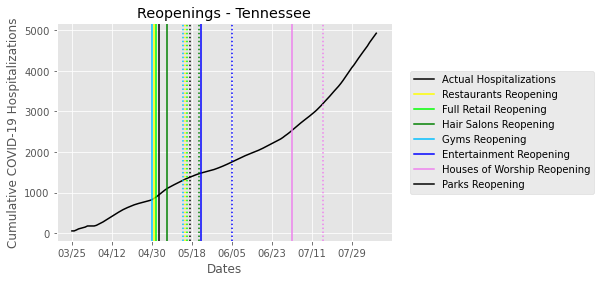 Reopenings - Tennessee
Cumulative COVID-19 Hospitalizations
5000
4000
3000
2000
1000
0
03/25 04/12 04/30 05/18 06/05 06/23 07/11 07/29
Dates
Actual Hospitalizations
Restaurants Reopening
Full Retail Reopening
Hair Salons Reopening
Gyms Reopening
Entertainment Reopening
Houses of Worship Reopening
Parks Reopening